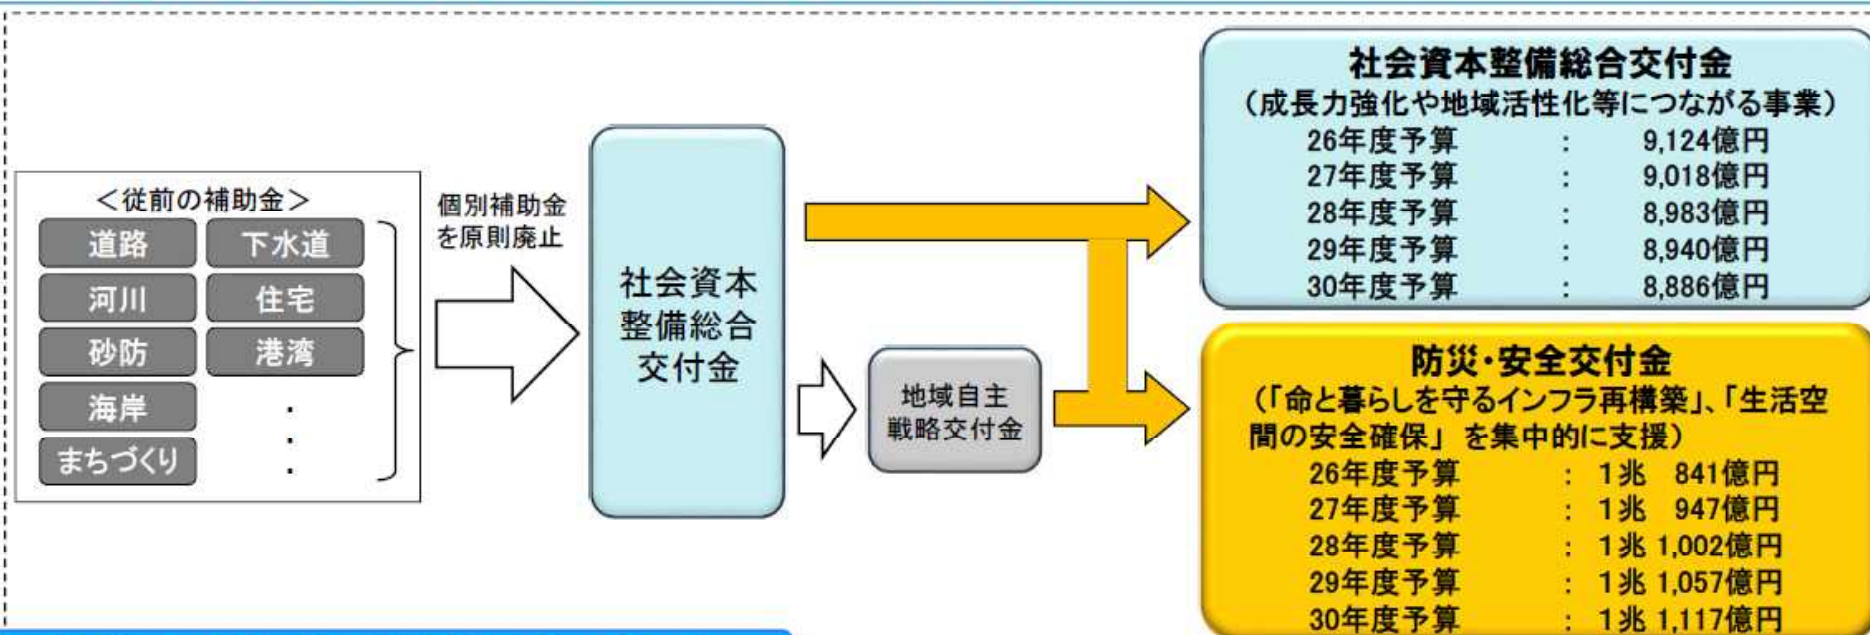 ＜従前の補助金＞
道路 下水道
河川 住宅
砂防 港湾
海岸 ・
まちづくり ・
・
個別補助金
を原則廃止
社会資本
整備総合
交付金
地域自主
戦略交付金
社会資本整備総合交付金
（成長力強化や地域活性化等につながる事業）
26年度予算 ： 9,124億円
27年度予算 ： 9,018億円
28年度予算 ： 8,983億円
29年度予算 ： 8,940億円
30年度予算 ： 8,886億円
防災・安全交付金
（「命と暮らしを守るインフラ再構築」、「生活空
間の安全確保」を集中的に支援）
26年度予算 ： 1兆 841億円
27年度予算 ： 1兆 947億円
28年度予算 ： 1兆 1,002億円
29年度予算 ： 1兆 1,057億円
30年度予算 ： 1兆 1,117億円